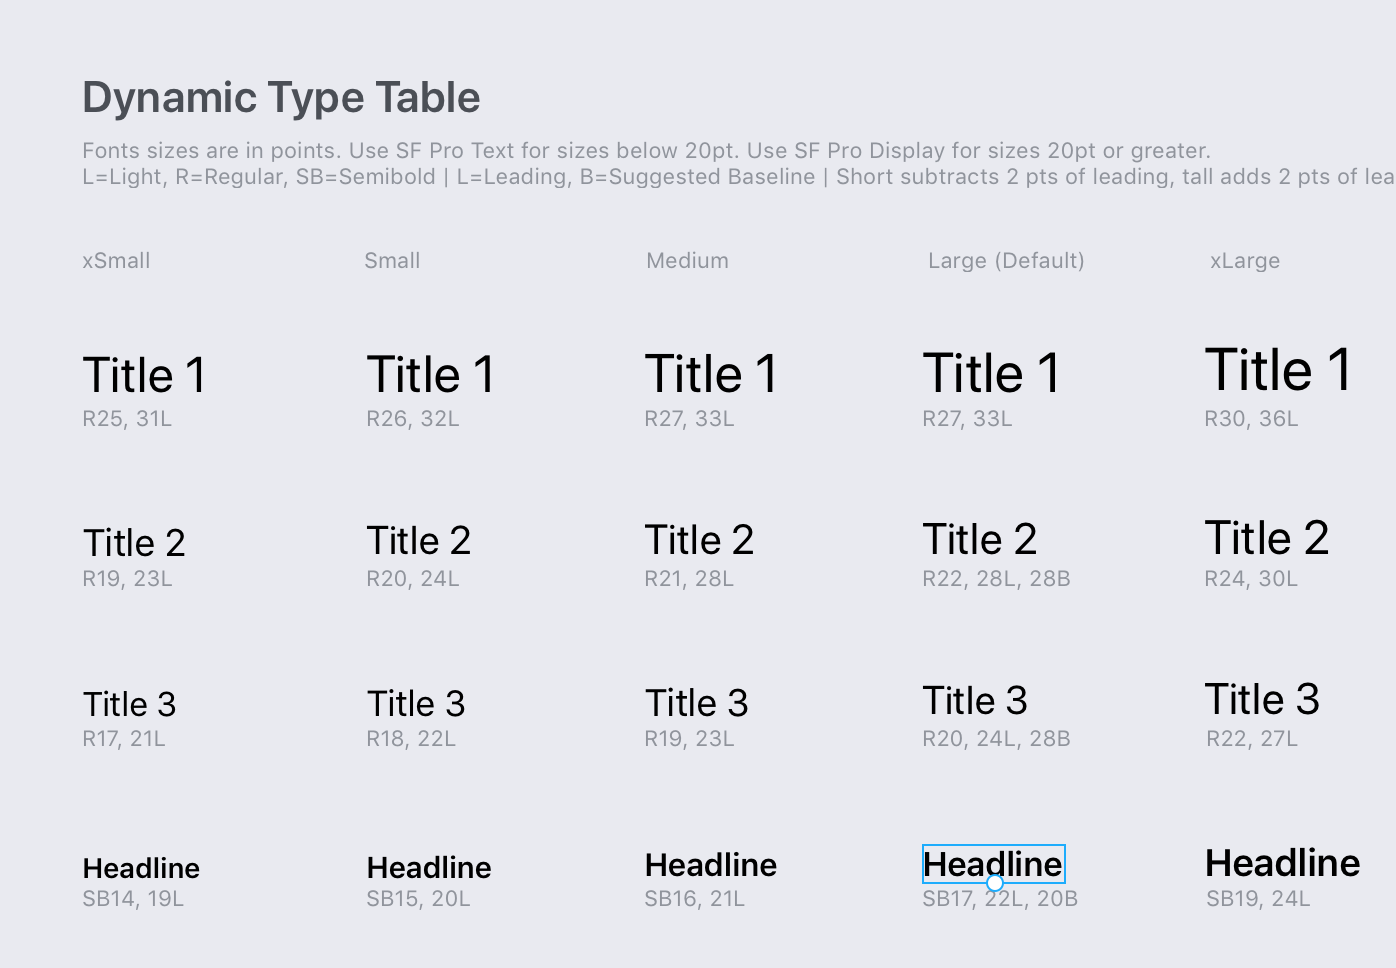 Dynamic Type Table
Fonts sizes are in points. Use SF Pro Text for sizes below 20pt. Use SF Pro Display for sizes 20pt or greater.
L=Light, R=Regular, SB=Semibold | L=Leading, B=Suggested Baseline | Short subtracts 2 pts of leading, tall adds 2 pts of lea
xSmall Small Medium Large (Default) xLarge
Title 1 Title 1 Title 1 Title 1 Title 1
R25, 31L R26, 32L R27, 33L R27, 33L R30, 36L
Title 2 Title 2 Title 2 Title 2 Title 2
R19, 23L R20, 24L R21, 28L R22, 28L, 28B R24, 30L
Title 3 Title 3 Title 3 Title 3 Title 3
R17, 21L R18, 22L R19, 23L R20, 24L, 28B R22, 27L
Headline Headline Headline Headline Headline
SB14, 19L SB15, 20L SB16, 21L SB17, 22L, 20B SB19, 24L